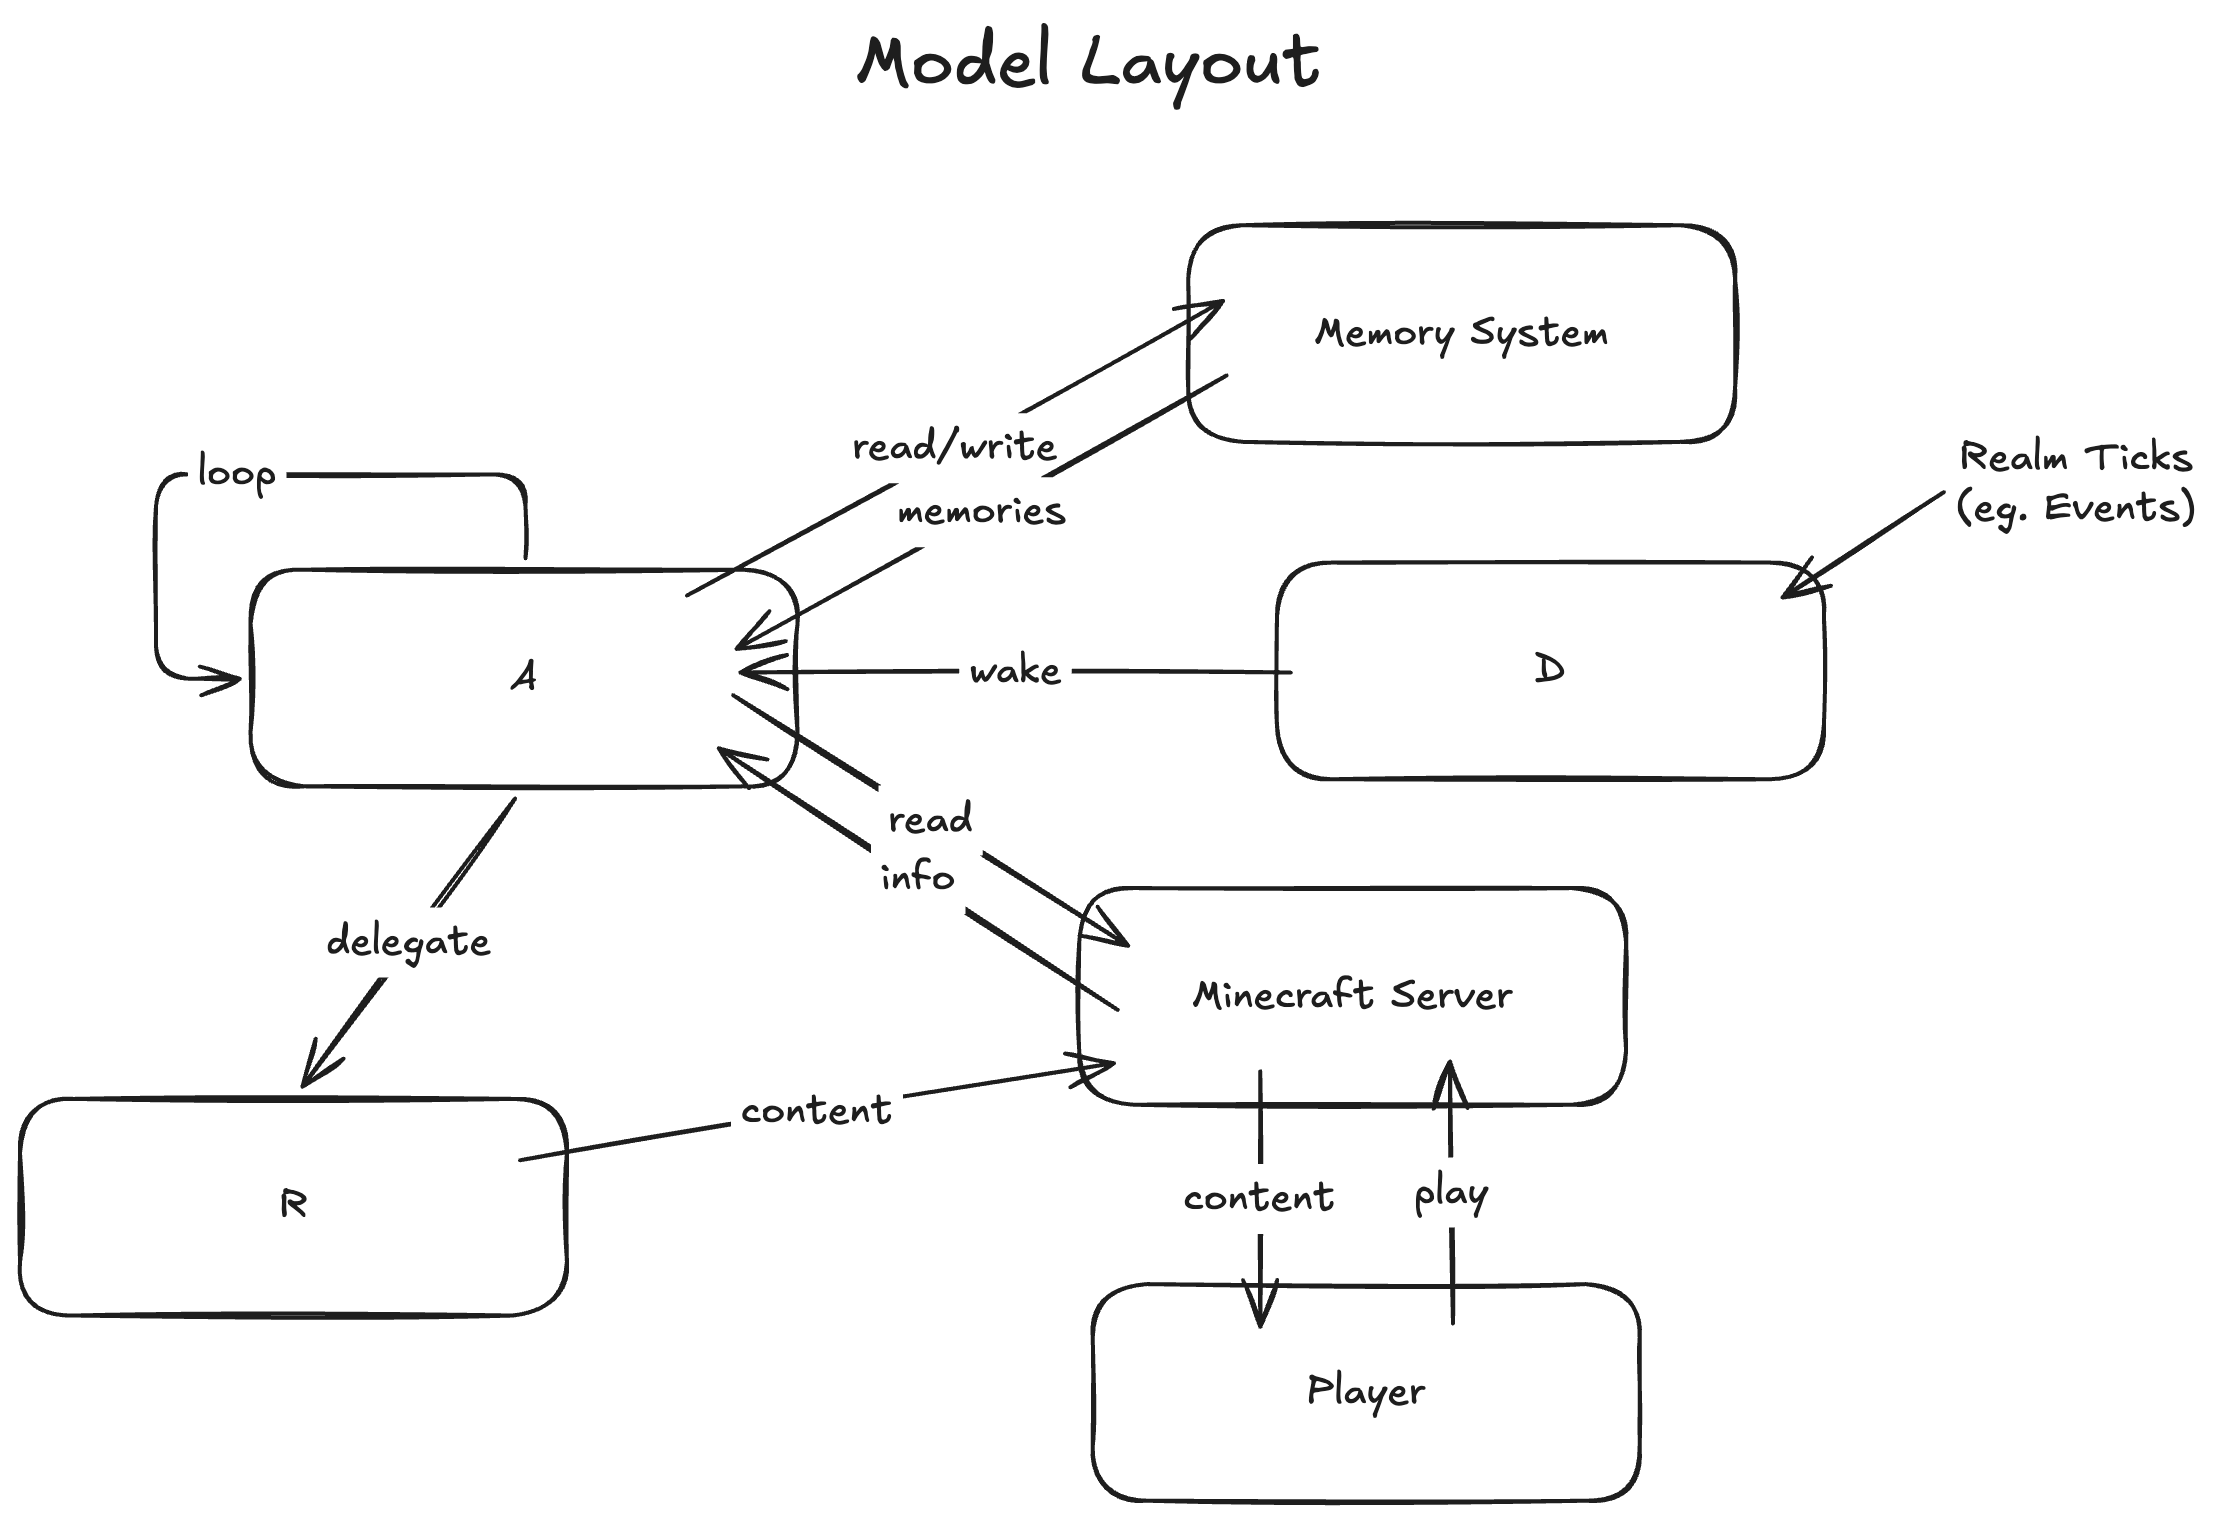 Model Layout
Memory System
read/write
memories
loop
Realm Ticks
(eg. Events)
A
wake
D
read
info
delegate
Minecraft Server
content
R
content
play
Player